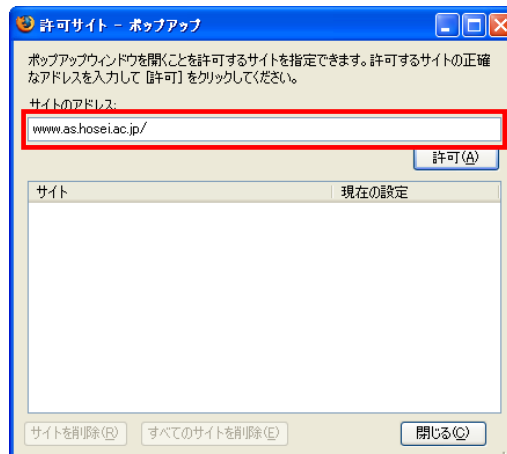 許可サイト - ポップアップ
ポップアップウィンドウを開くことを許可するサイトを指定できます。許可するサイトの正確
なアドレスを入力して [許可] をクリックしてください。
サイトのアドレス:
www.as.hosei.ac.jp/
許可(A)
サイト 現在の設定
サイトを削除(R) すべてのサイトを削除(E) 閉じる(C)